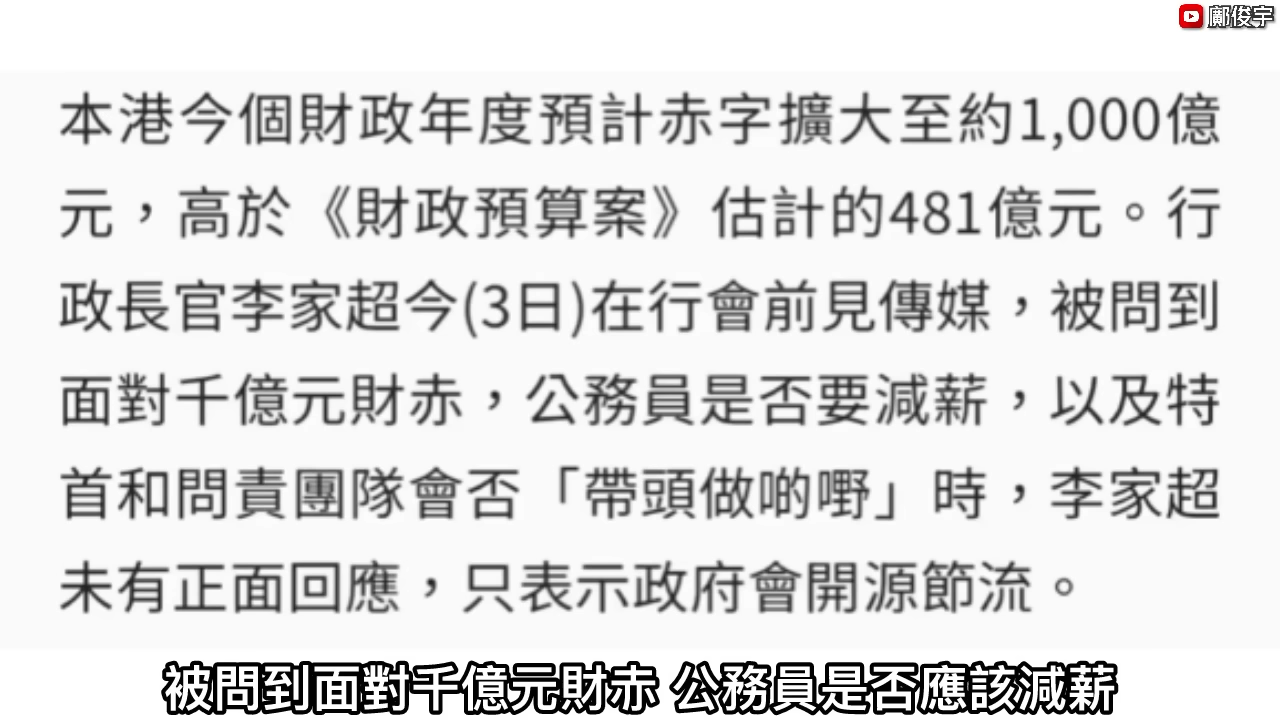 鄺俊宇
本港今個財政年度預計赤字擴大至約1,000億
元，高於《財政預算案》估計的481億元。行
政長官李家超今(3日)在行會前見傳媒，被問到
面對千億元財赤，公務員是否要減薪，以及特
首和問責團隊會否「帶頭做啲嘢」時，李家超
未有正面回應，只表示政府會開源節流。
被問到面對千億元財赤 公務員是否應該減薪